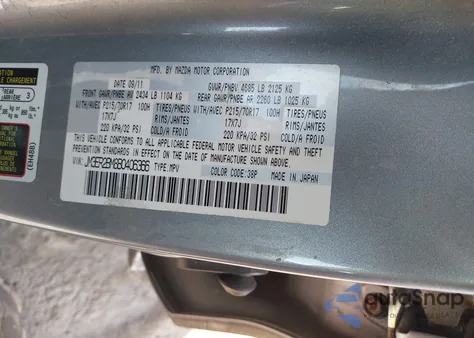 MFD. BY MAZDA MOTOR CORPORATION
DATE 09/11 GVWR/PNBV 4685 LB 2125 KG
FRONT GAWR/PNBE AV 2434 LB 1104 KG REAR GAWR/PNBE AR 2260 LB 1025 KG
WITH/AVEC P215/70R17 100H TIRES/PNEUS WITH/AVEC P215/70R17 100H TIRES/PNEUS
17X7J RIMS/JANTES 17X7J RIMS/JANTES
220 KPA/32 PSI COLD/A FROID 220 KPA/32 PSI COLD/A FROID
THIS VEHICLE CONFORMS TO ALL APPLICABLE FEDERAL MOTOR VEHICLE SAFETY AND THEFT
PREVENTION STANDARDS IN EFFECT ON THE DATE OF MANUFACTURE SHOWN ABOVE.
VIN: TYPE: MPV COLOR CODE: 38P MADE IN JAPAN
CHARGEMENT
REAR
ARRIÈRE 3
(EH48B)
autosnap